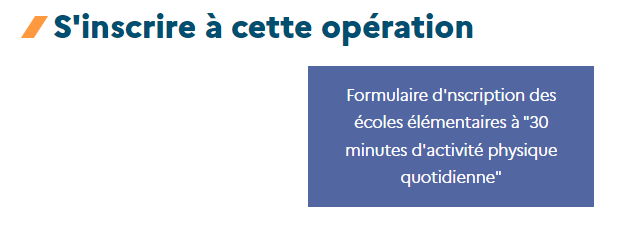 S'inscrire à cette opération
Formulaire d'nscription des
écoles élémentaires à "30
minutes d'activité physique
quotidienne"